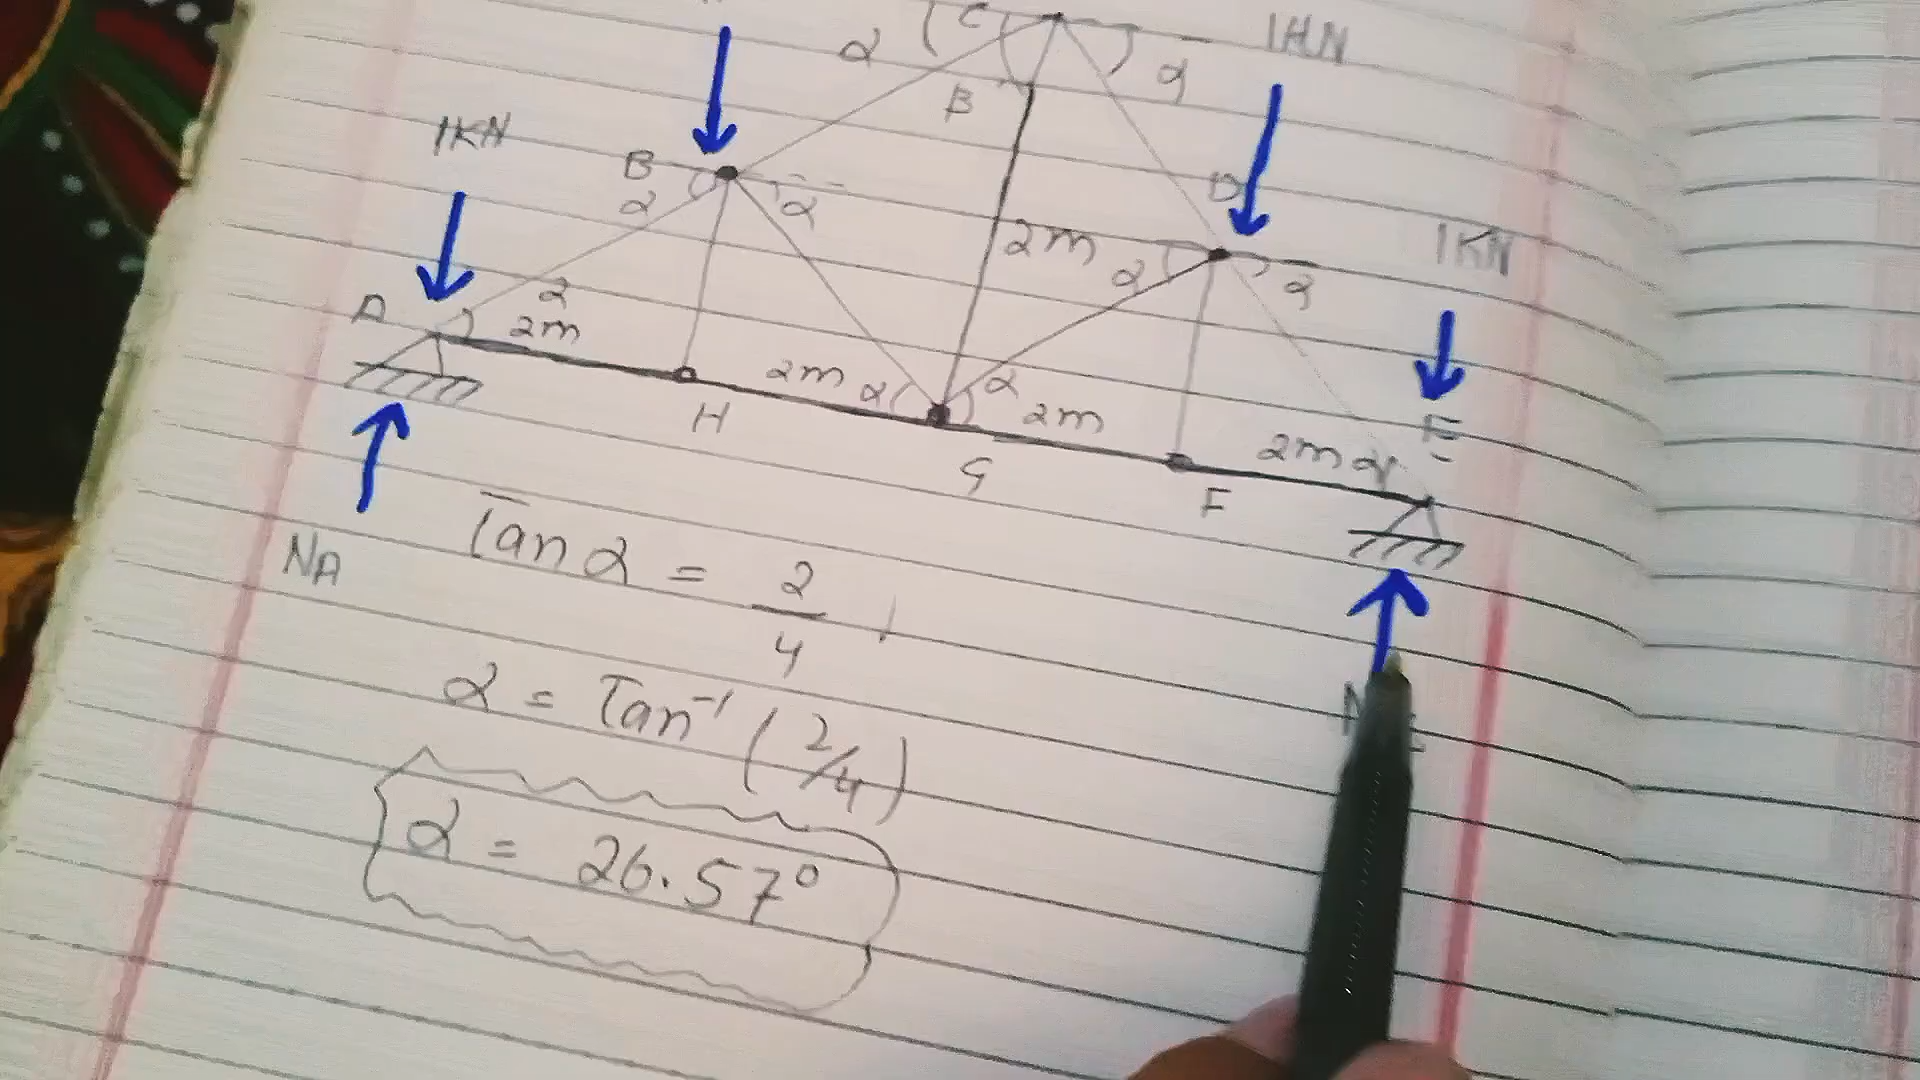 C
1KN
α
α
B
1KN
B
α
α
D
2m
1KN
α
α
A
α
2m
2m
α
α
2m
E
H
G
2m
α
F
NA
Tan α = 2/4
α = Tan⁻¹ (2/4)
α = 26.57°